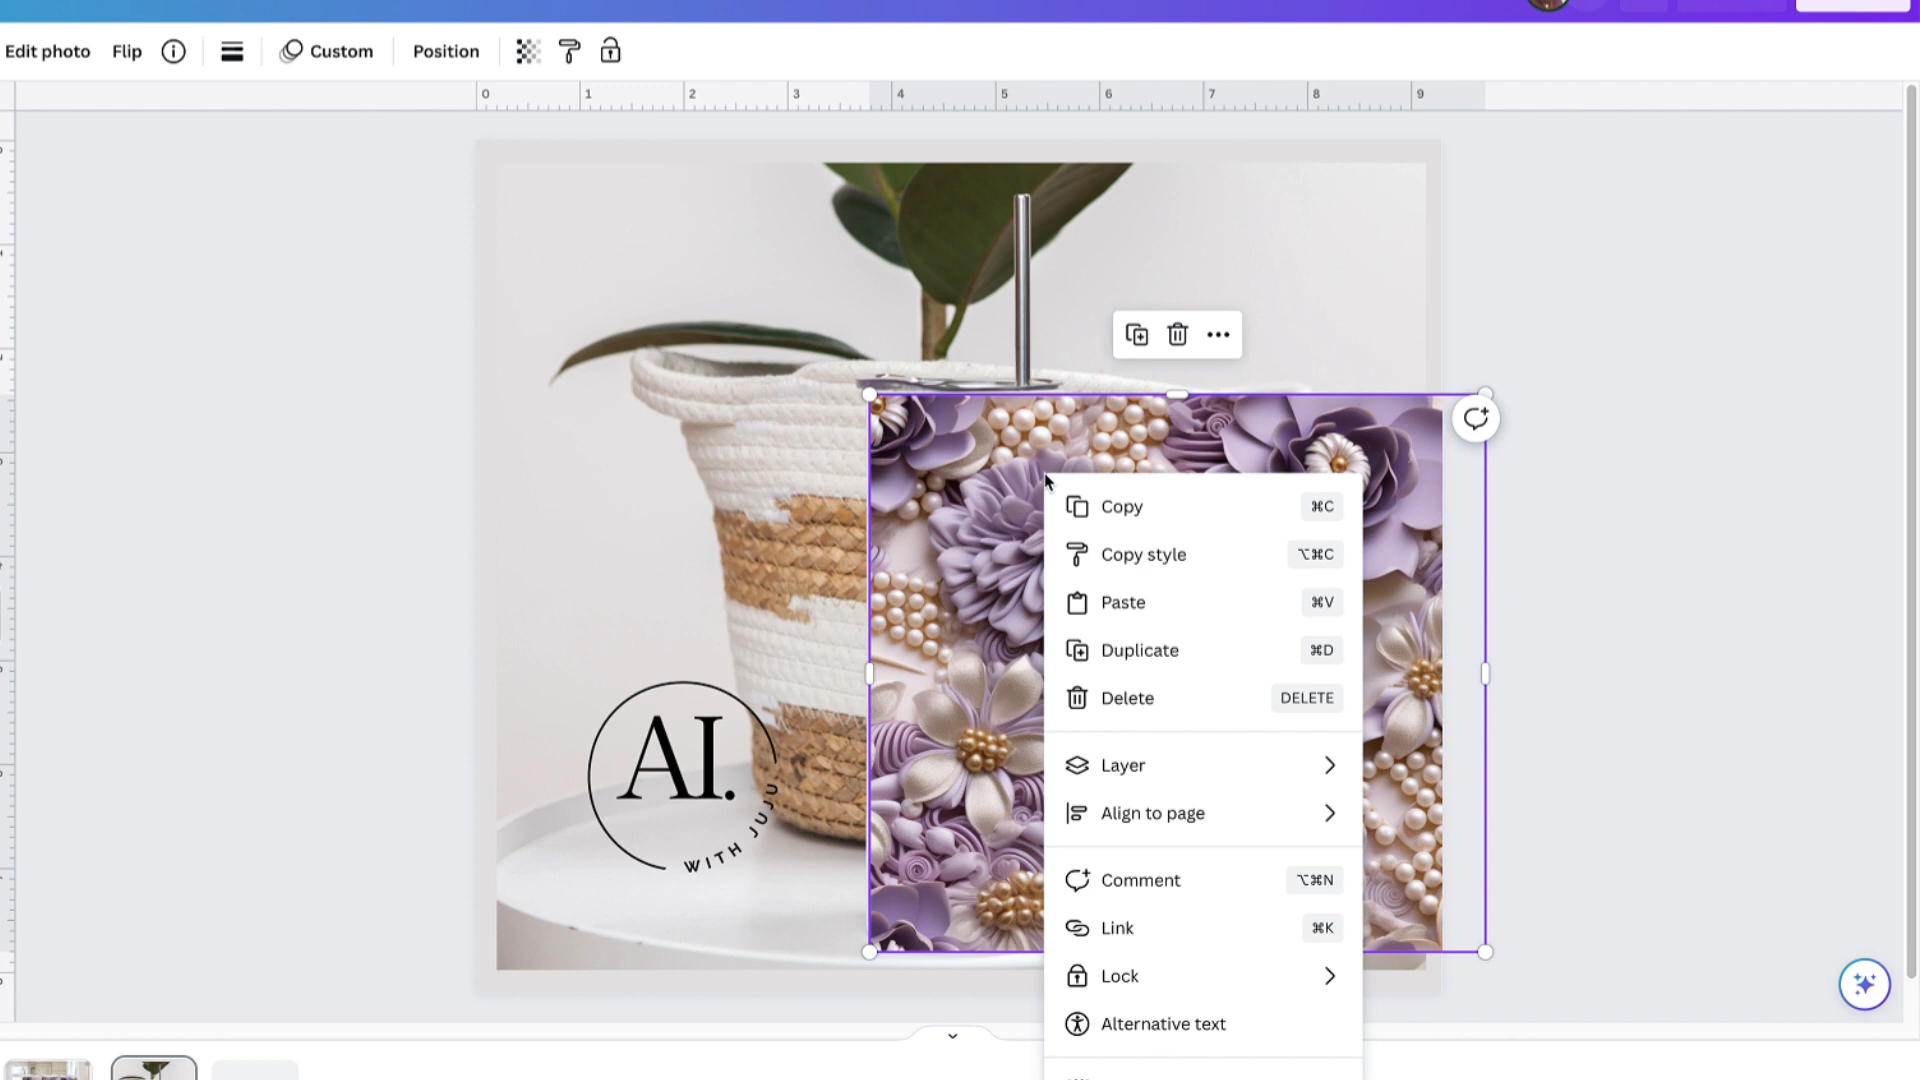 Edit photo Flip Custom Position
0 1 2 3 4 5 6 7 8 9
Copy ⌘C
Copy style ⌥⌘C
Paste ⌘V
Duplicate ⌘D
Delete DELETE
Layer
Align to page
Comment ⌥⌘N
Link ⌘K
Lock
Alternative text
AI.
WITH JUJU